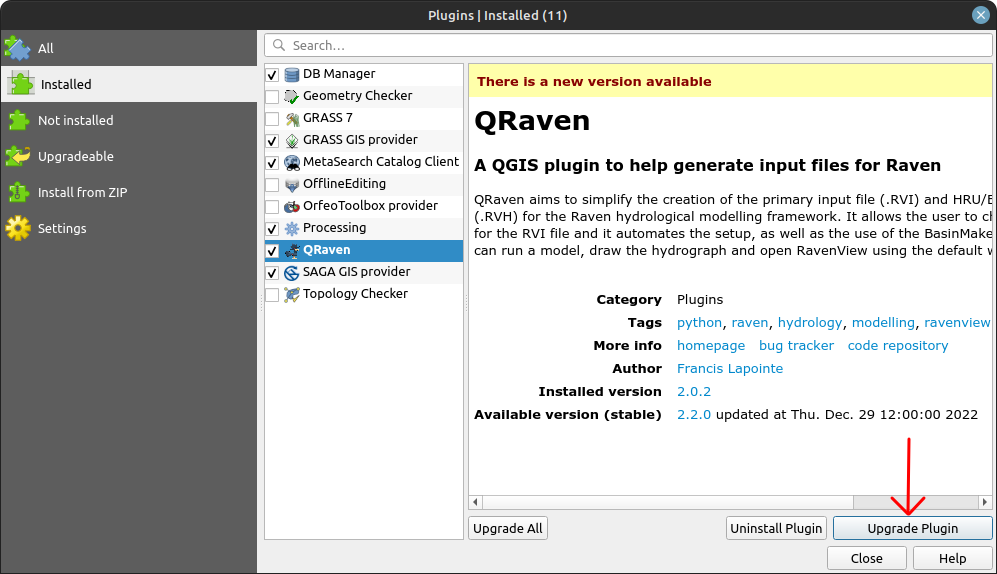 Plugins | Installed (11)
All
Installed
Not installed
Upgradeable
Install from ZIP
Settings
Search...
DB Manager
Geometry Checker
GRASS 7
GRASS GIS provider
MetaSearch Catalog Client
OfflineEditing
OrfeoToolbox provider
Processing
QRaven
SAGA GIS provider
Topology Checker
There is a new version available
QRaven
A QGIS plugin to help generate input files for Raven
QRaven aims to simplify the creation of the primary input file (.RVI) and HRU/
(.RVH) for the Raven hydrological modelling framework. It allows the user to
for the RVI file and it automates the setup, as well as the use of the
can run a model, draw the hydrograph and open RavenView using the default
Category Plugins
Tags python, raven, hydrology, modelling, ravenview
More info homepage bug tracker code repository
Author Francis Lapointe
Installed version 2.0.2
Available version (stable) 2.2.0 updated at Thu. Dec. 29 12:00:00 2022
Upgrade All
Uninstall Plugin
Upgrade Plugin
Close
Help